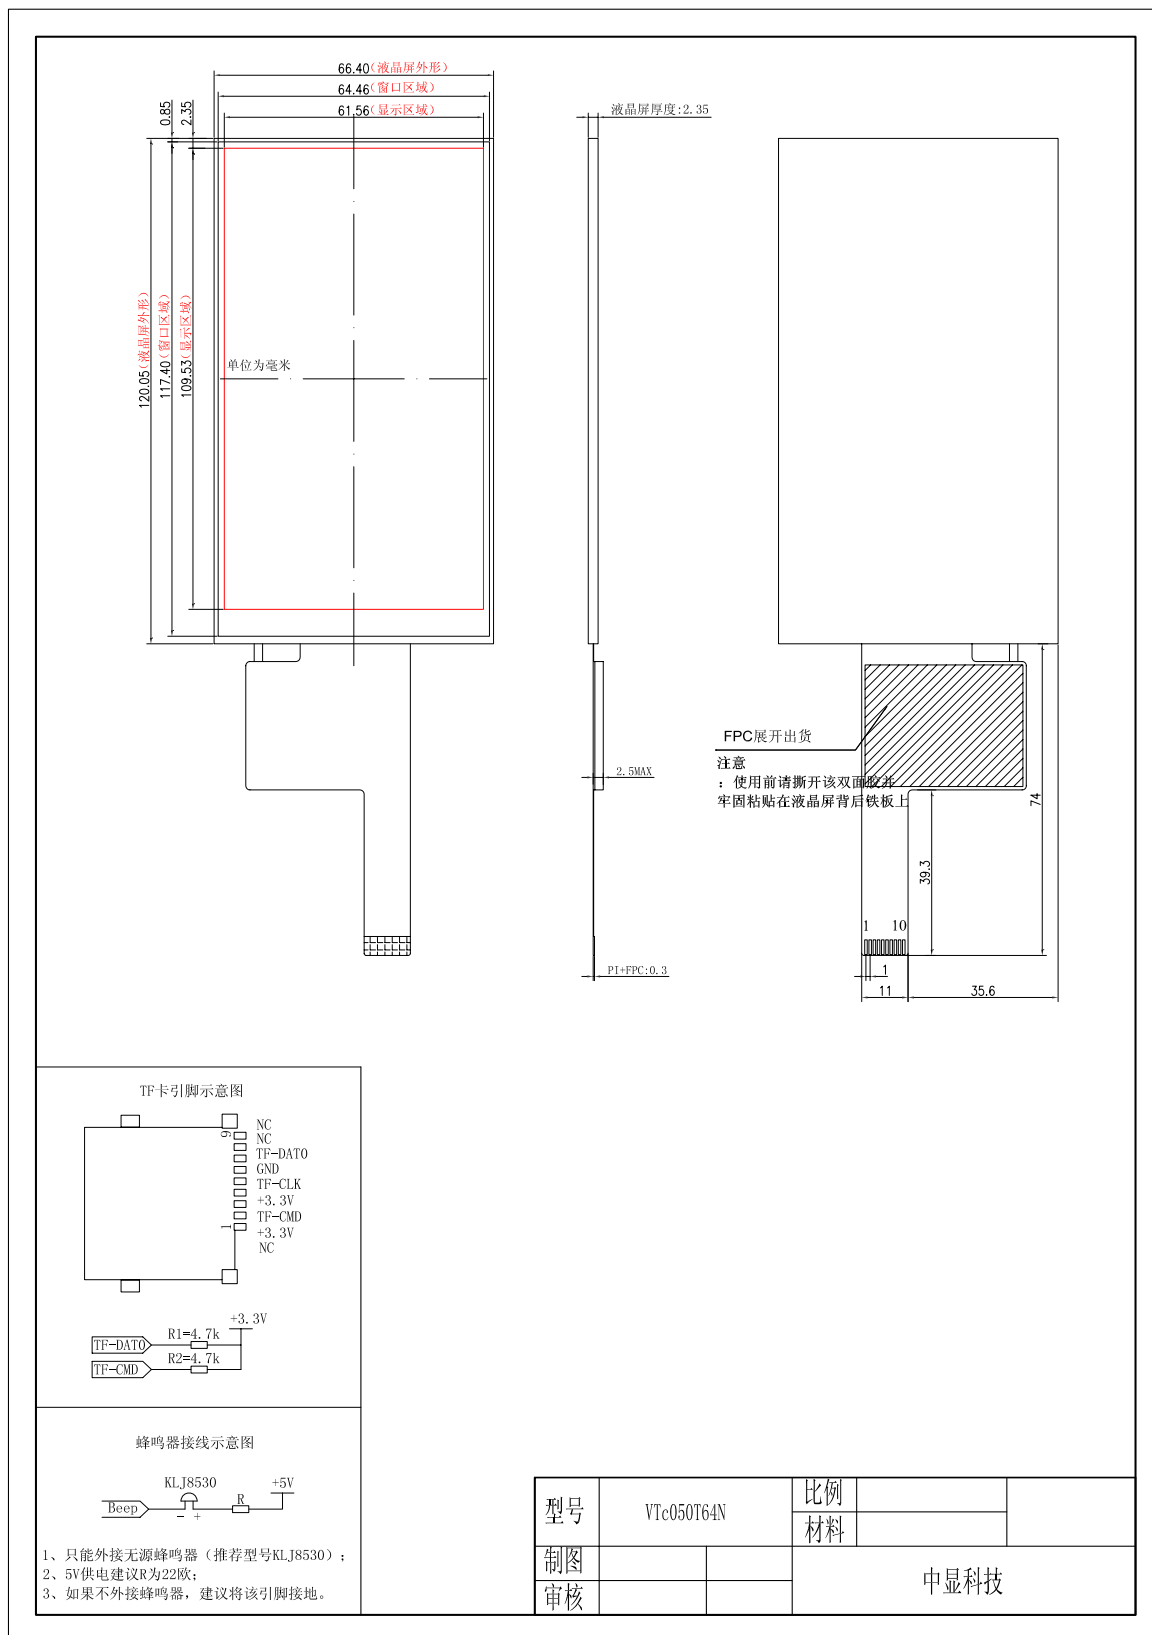 66.40(液晶屏外形)
64.46(窗口区域)
61.56(显示区域)
0.85
2.35
液晶屏厚度:2.35
120.05(液晶屏外形)
117.40(窗口区域)
109.53(显示区域)
单位为毫米
FPC展开出货
注意
：使用前请撕开该双面胶并
牢固粘贴在液晶屏背后铁板上
2.5MAX
74
39.3
1 10
PI+FPC:0.3
1
11
35.6
TF卡引脚示意图
9
NC
NC
TF-DAT0
GND
TF-CLK
+3.3V
TF-CMD
1
+3.3V
NC
+3.3V
TF-DAT0
R1=4.7k
TF-CMD
R2=4.7k
蜂鸣器接线示意图
KLJ8530
+5V
Beep
R
- +
1、只能外接无源蜂鸣器（推荐型号KLJ8530）；
2、5V供电建议R为22欧；
3、如果不外接蜂鸣器，建议将该引脚接地。
型号
VTc050T64N
比例
材料
制图
审核
中显科技